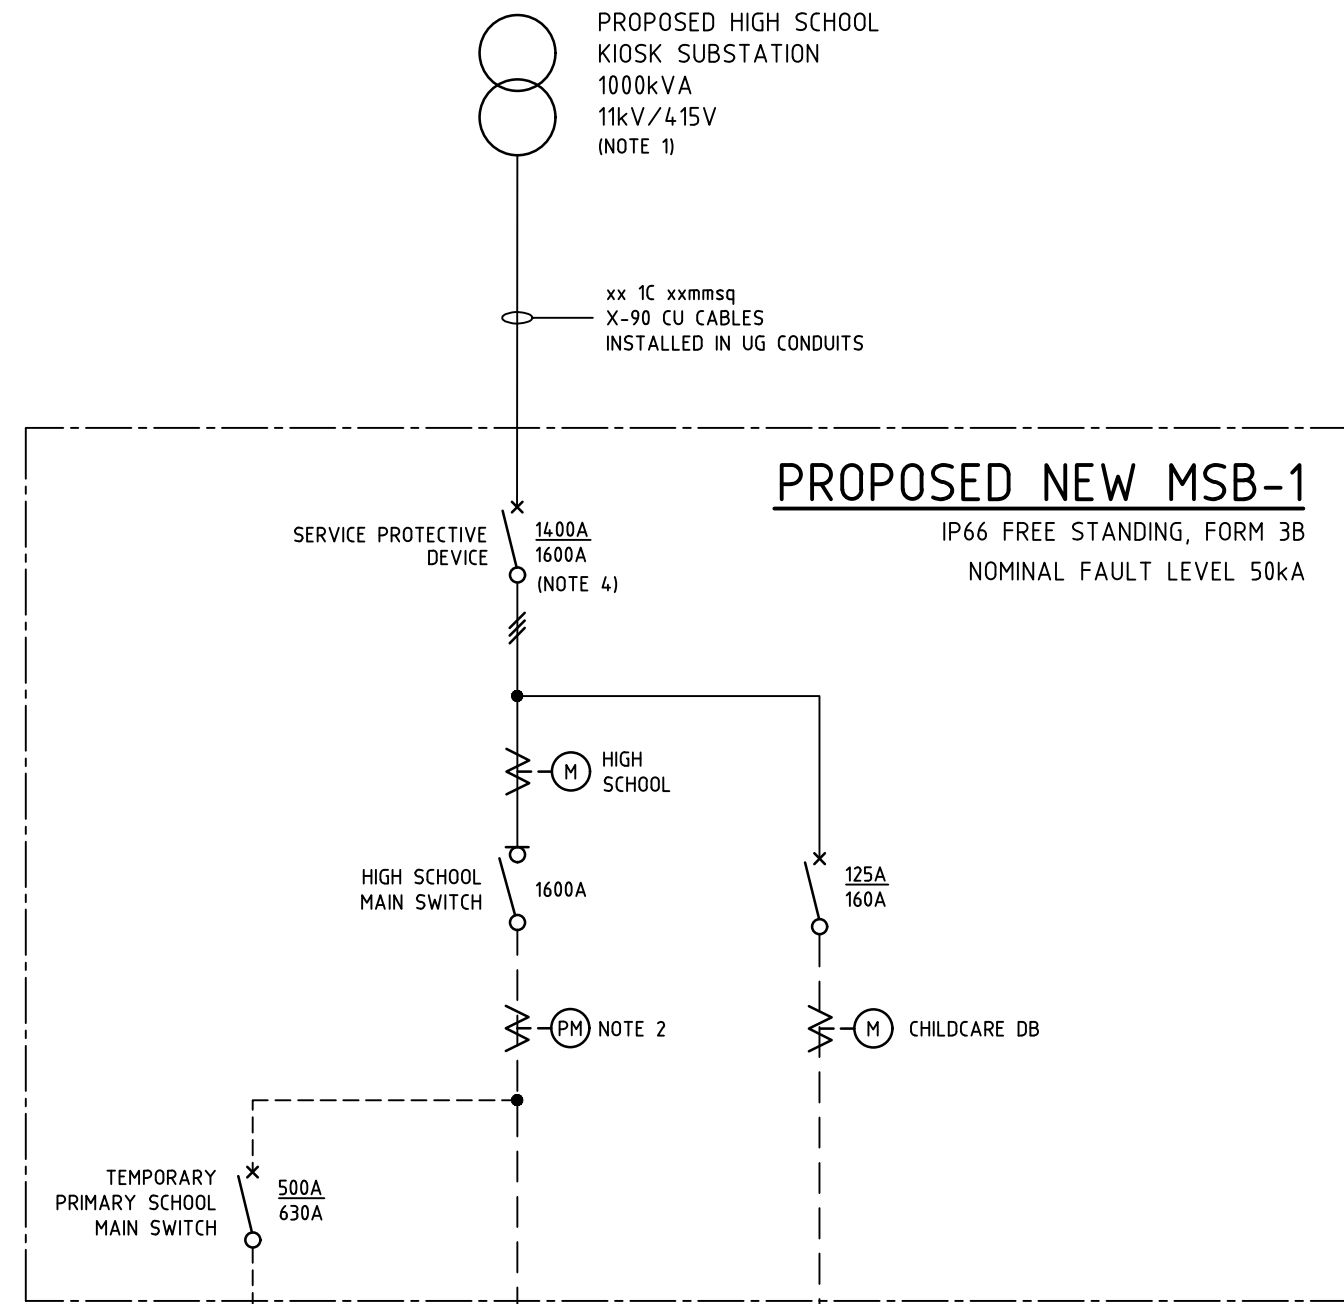 PROPOSED HIGH SCHOOL
KIOSK SUBSTATION
1000kVA
11kV/415V
(NOTE 1)
xx 1C xxmmsq
X-90 CU CABLES
INSTALLED IN UG CONDUITS
PROPOSED NEW MSB-1
IP66 FREE STANDING, FORM 3B
NOMINAL FAULT LEVEL 50kA
SERVICE PROTECTIVE
DEVICE
1400A
1600A
(NOTE 4)
M
HIGH
SCHOOL
HIGH SCHOOL
MAIN SWITCH
1600A
125A
160A
PM
NOTE 2
M
CHILDCARE DB
TEMPORARY
PRIMARY SCHOOL
MAIN SWITCH
500A
630A